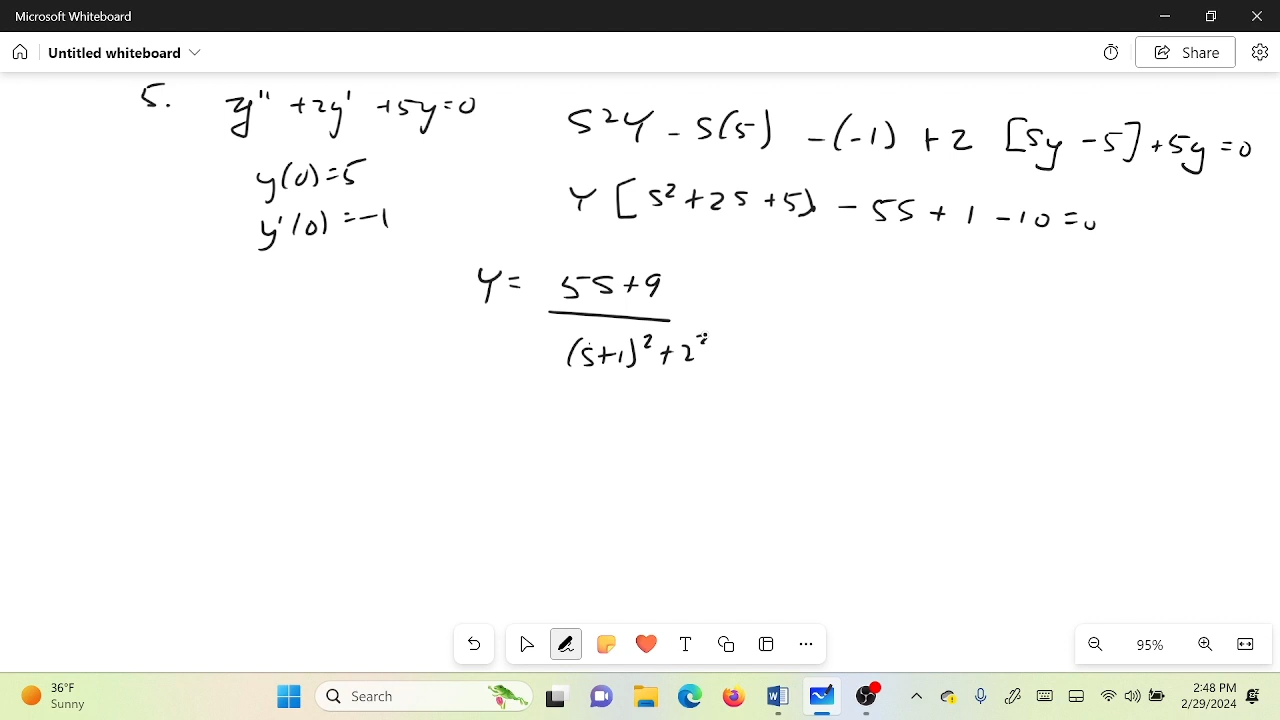 Microsoft Whiteboard
Untitled whiteboard
Share
5. y" + 2y' + 5y = 0
y(0) = 5
y'(0) = -1
S²Y - S(5) - (-1) + 2 [Sy - 5] + 5y = 0
Y [S² + 2S + 5] - 5S + 1 - 10 = 0
Y = 5S + 9
(S+1)² + 2²
95%
36°F
Sunny
Search
2:48 PM
2/29/2024